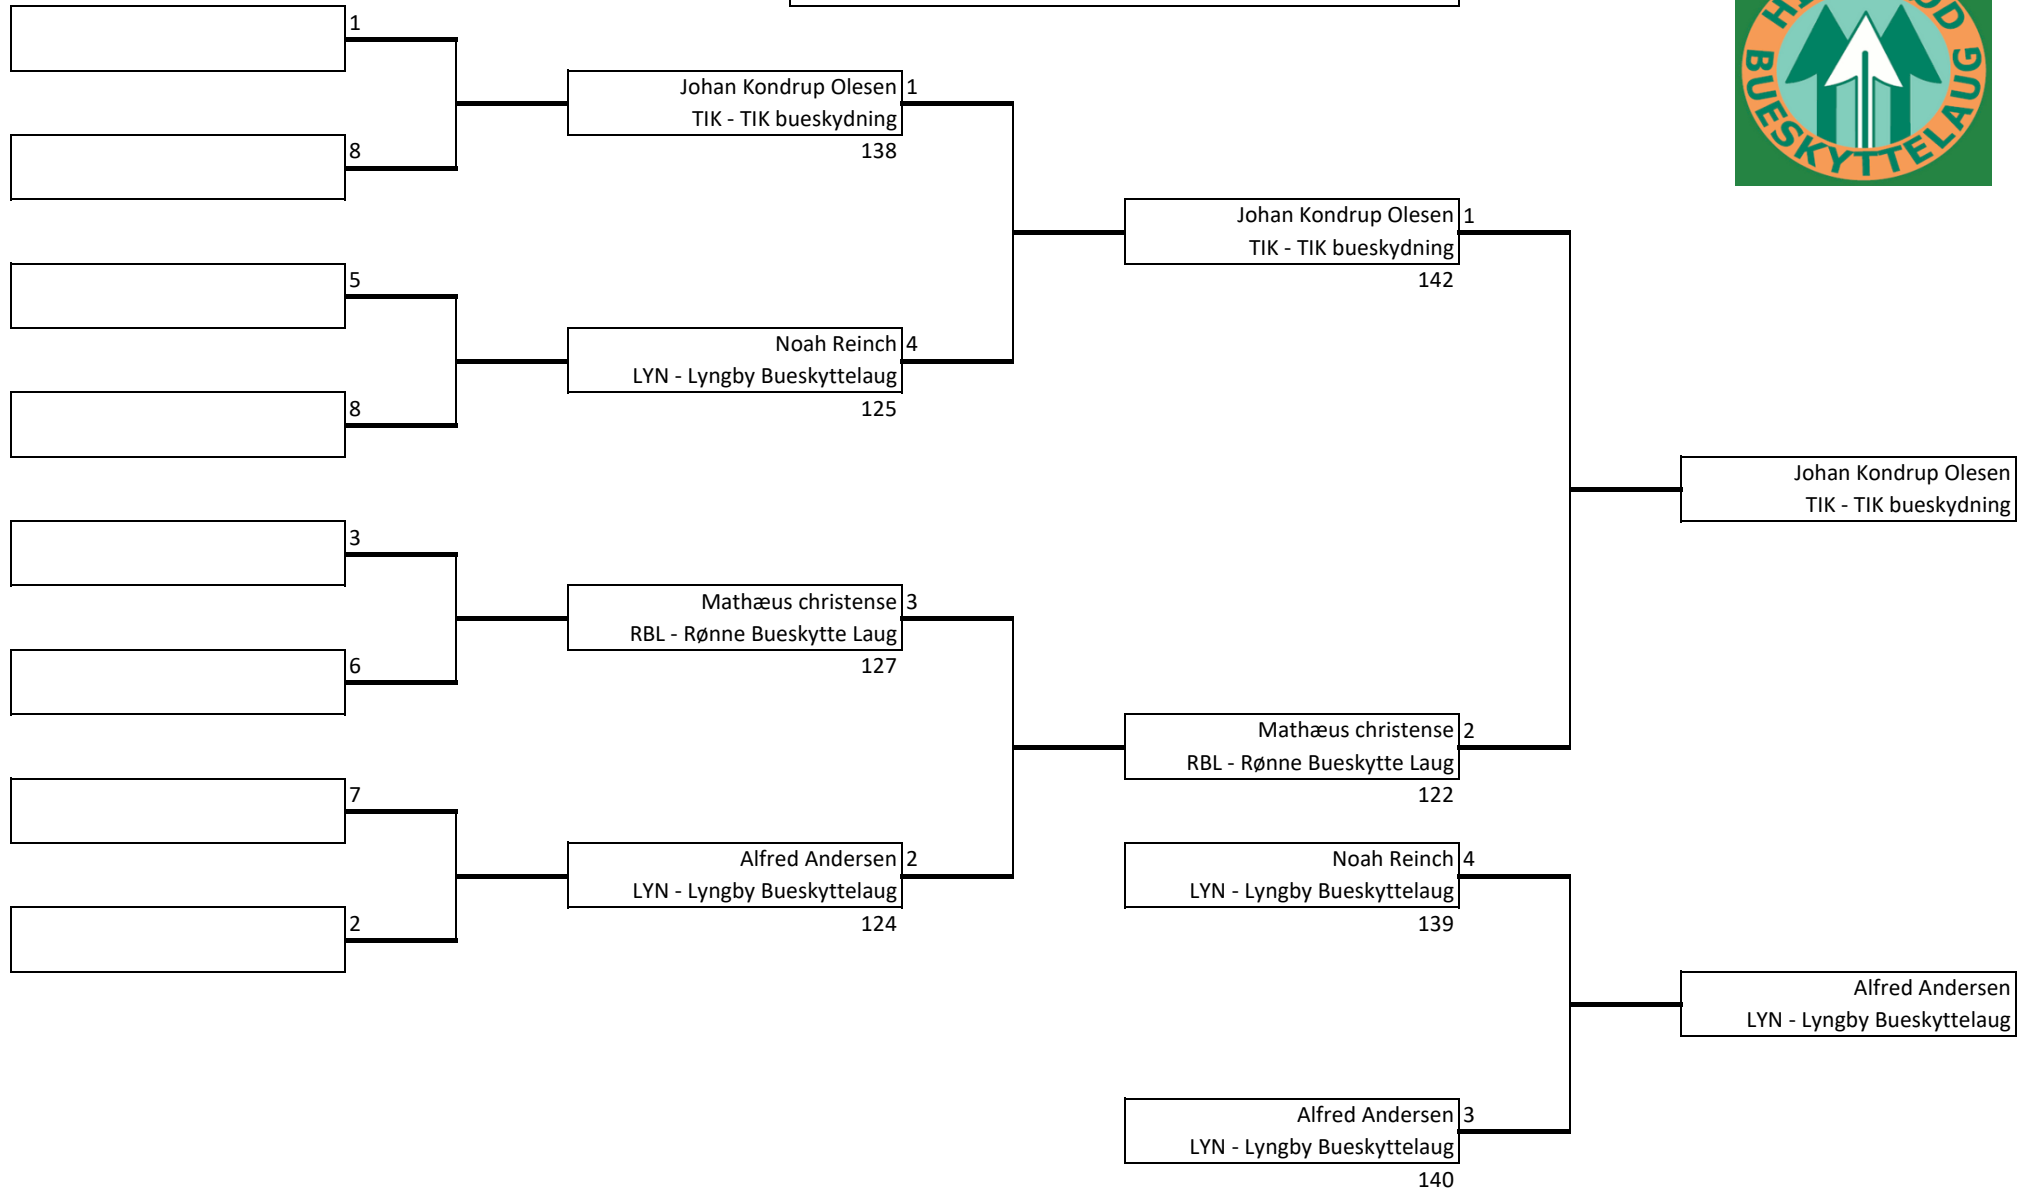 1
8
5
8
3
6
7
2
Johan Kondrup Olesen 1
TIK - TIK bueskydning
138
Noah Reinch 4
LYN - Lyngby Bueskyttelaug
125
Mathæus christense 3
RBL - Rønne Bueskytte Laug
127
Alfred Andersen 2
LYN - Lyngby Bueskyttelaug
124
Johan Kondrup Olesen 1
TIK - TIK bueskydning
142
Mathæus christense 2
RBL - Rønne Bueskytte Laug
122
Noah Reinch 4
LYN - Lyngby Bueskyttelaug
139
Alfred Andersen 3
LYN - Lyngby Bueskyttelaug
140
Johan Kondrup Olesen
TIK - TIK bueskydning
Alfred Andersen
LYN - Lyngby Bueskyttelaug
BUESKYTTELAUG